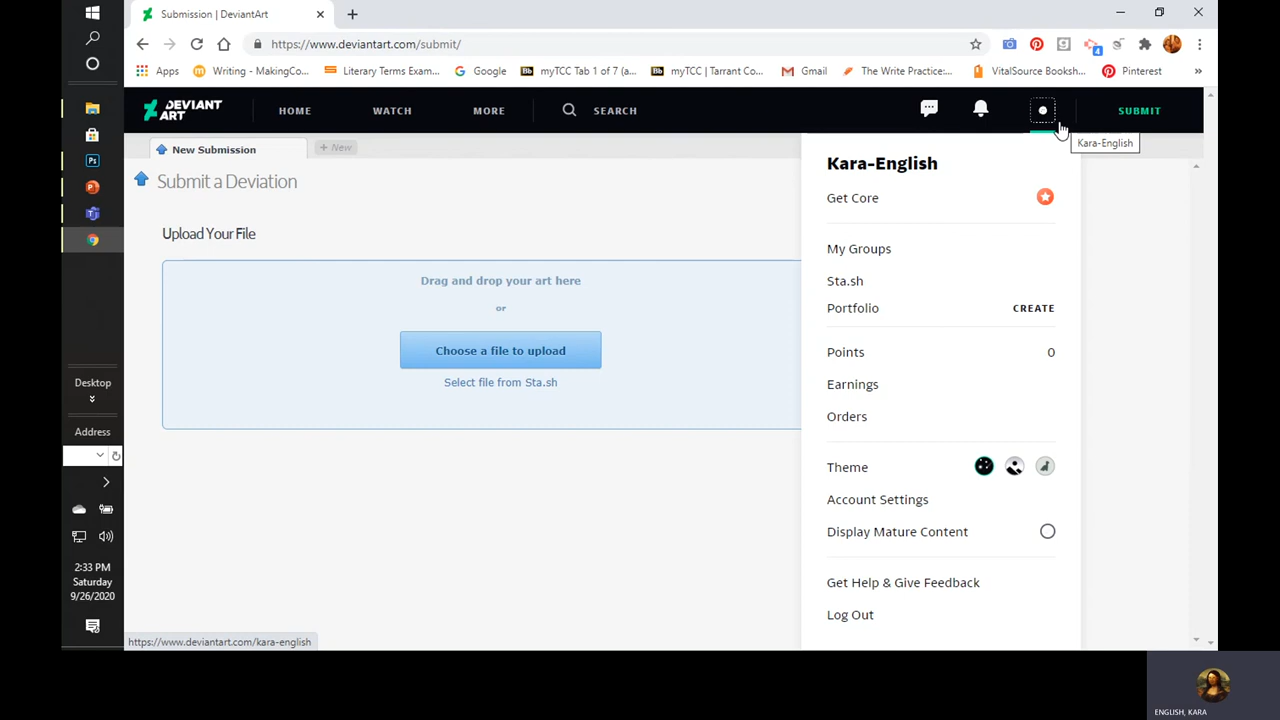 Submission | DeviantArt
https://www.deviantart.com/submit/
4
Apps
Writing - MakingCo...
Literary Terms Exam...
Google
myTCC Tab 1 of 7 (a...
myTCC | Tarrant Co...
Gmail
The Write Practice:...
VitalSource Booksh...
Pinterest
»
DEVIANT ART
HOME
WATCH
MORE
SEARCH
SUBMIT
Kara-English
New Submission
+ New
Submit a Deviation
Upload Your File
Drag and drop your art here
or
Choose a file to upload
Select file from Sta.sh
Kara-English
Get Core
My Groups
Sta.sh
Portfolio CREATE
Points 0
Earnings
Orders
Theme
Account Settings
Display Mature Content
Get Help & Give Feedback
Log Out
https://www.deviantart.com/kara-english
Desktop
Address
2:33 PM
Saturday
9/26/2020
ENGLISH, KARA